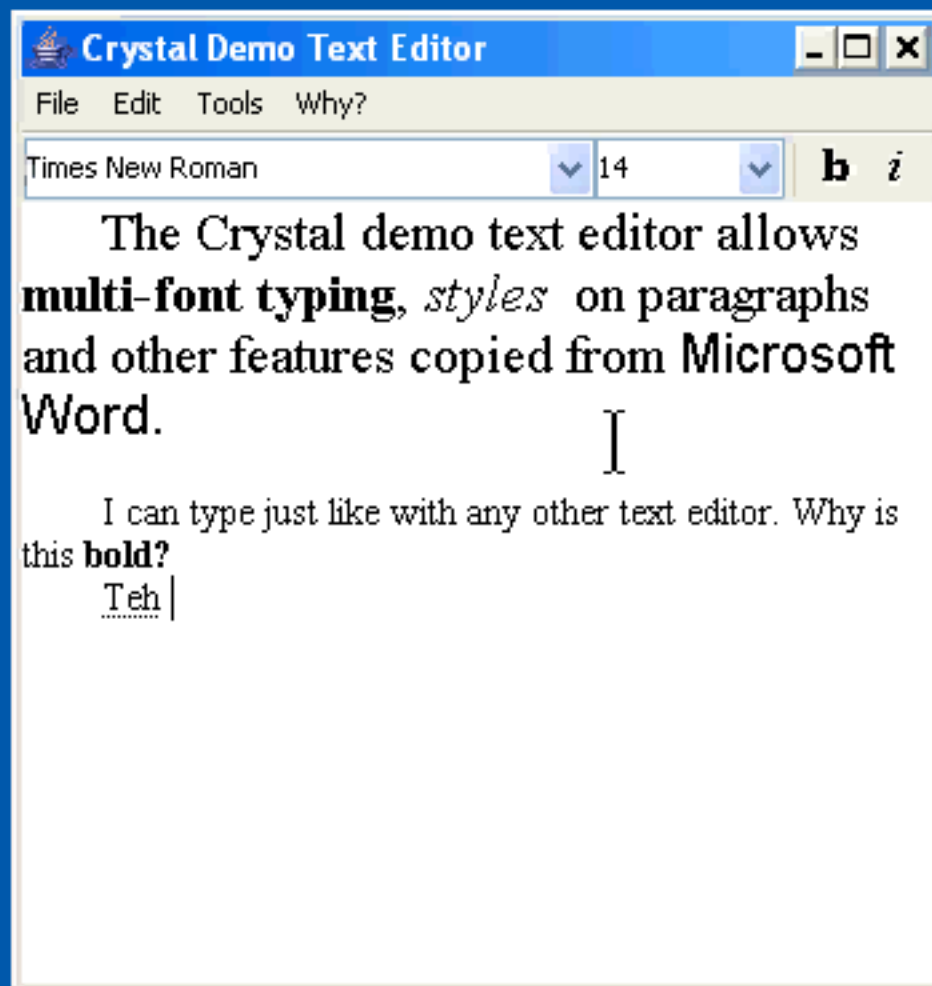 Crystal Demo Text Editor
File Edit Tools Why?
Times New Roman 14 b i
The Crystal demo text editor allows
multi-font typing, styles on paragraphs
and other features copied from Microsoft
Word.
I can type just like with any other text editor. Why is
this bold?
Teh